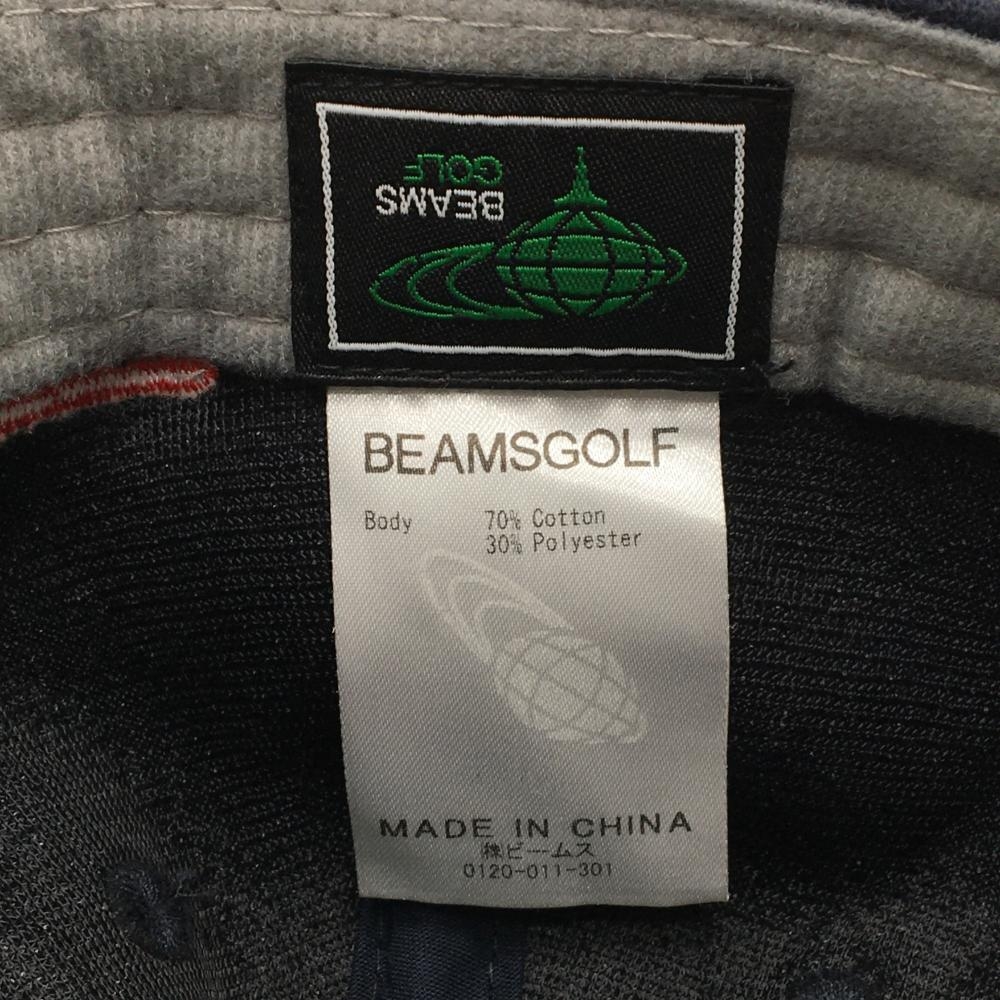 BEAMS
GOLF
BEAMSGOLF
Body 70% Cotton
30% Polyester
MADE IN CHINA
㈱ビームス
0120-011-301